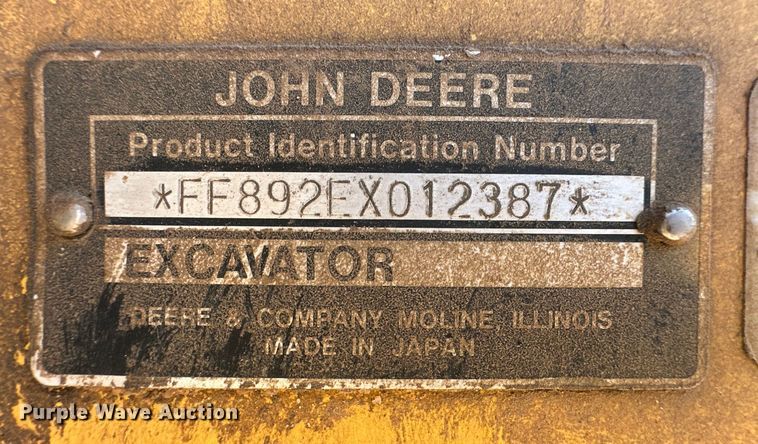 JOHN DEERE
Product Identification Number
*FF892EX012387*
EXCAVATOR
DEERE & COMPANY MOLINE, ILLINOIS
MADE IN JAPAN
Purple Wave Auction